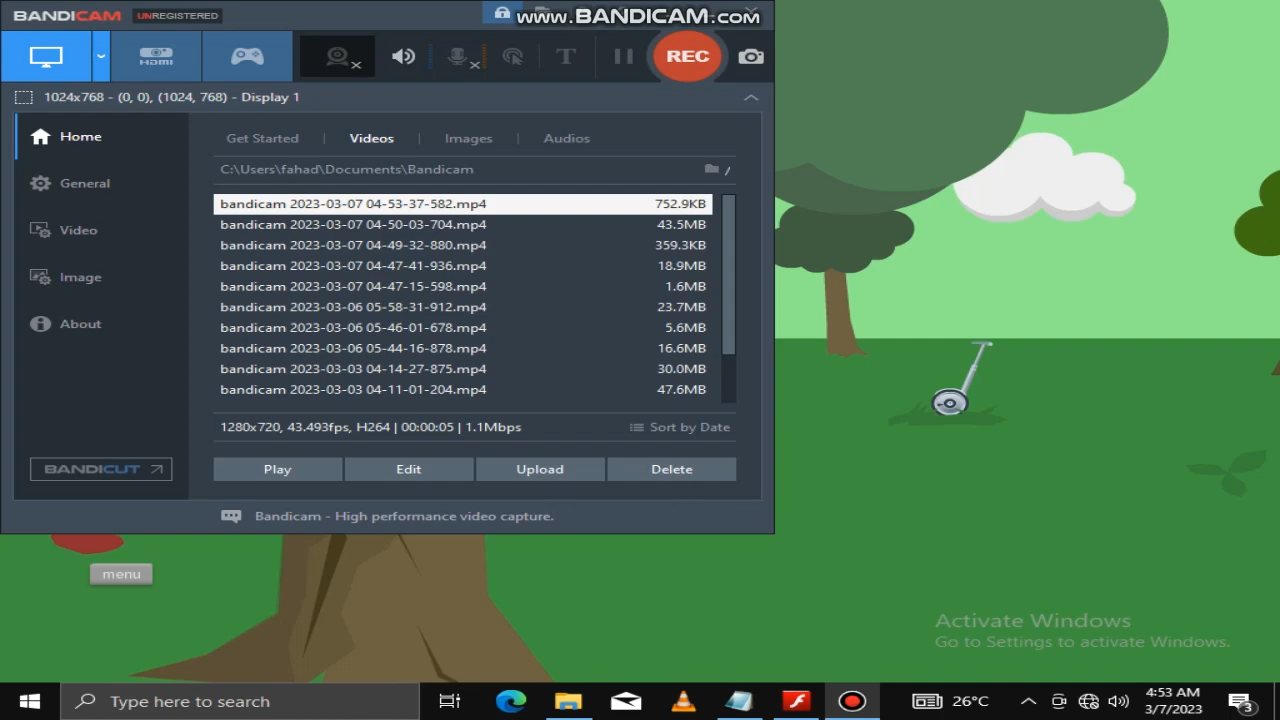 BANDICAM UNREGISTERED
www.BANDICAM.com
HDMI
T
REC
1024x768 - (0, 0), (1024, 768) - Display 1
Home
General
Video
Image
About
BANDICUT
Get Started
Videos
Images
Audios
C:\Users\fahad\Documents\Bandicam
bandicam 2023-03-07 04-53-37-582.mp4 752.9KB
bandicam 2023-03-07 04-50-03-704.mp4 43.5MB
bandicam 2023-03-07 04-49-32-880.mp4 359.3KB
bandicam 2023-03-07 04-47-41-936.mp4 18.9MB
bandicam 2023-03-07 04-47-15-598.mp4 1.6MB
bandicam 2023-03-06 05-58-31-912.mp4 23.7MB
bandicam 2023-03-06 05-46-01-678.mp4 5.6MB
bandicam 2023-03-06 05-44-16-878.mp4 16.6MB
bandicam 2023-03-03 04-14-27-875.mp4 30.0MB
bandicam 2023-03-03 04-11-01-204.mp4 47.6MB
1280x720, 43.493fps, H264 | 00:00:05 | 1.1Mbps
Sort by Date
Play
Edit
Upload
Delete
Bandicam - High performance video capture.
menu
Activate Windows
Go to Settings to activate Windows.
Type here to search
26°C
4:53 AM
3/7/2023
3